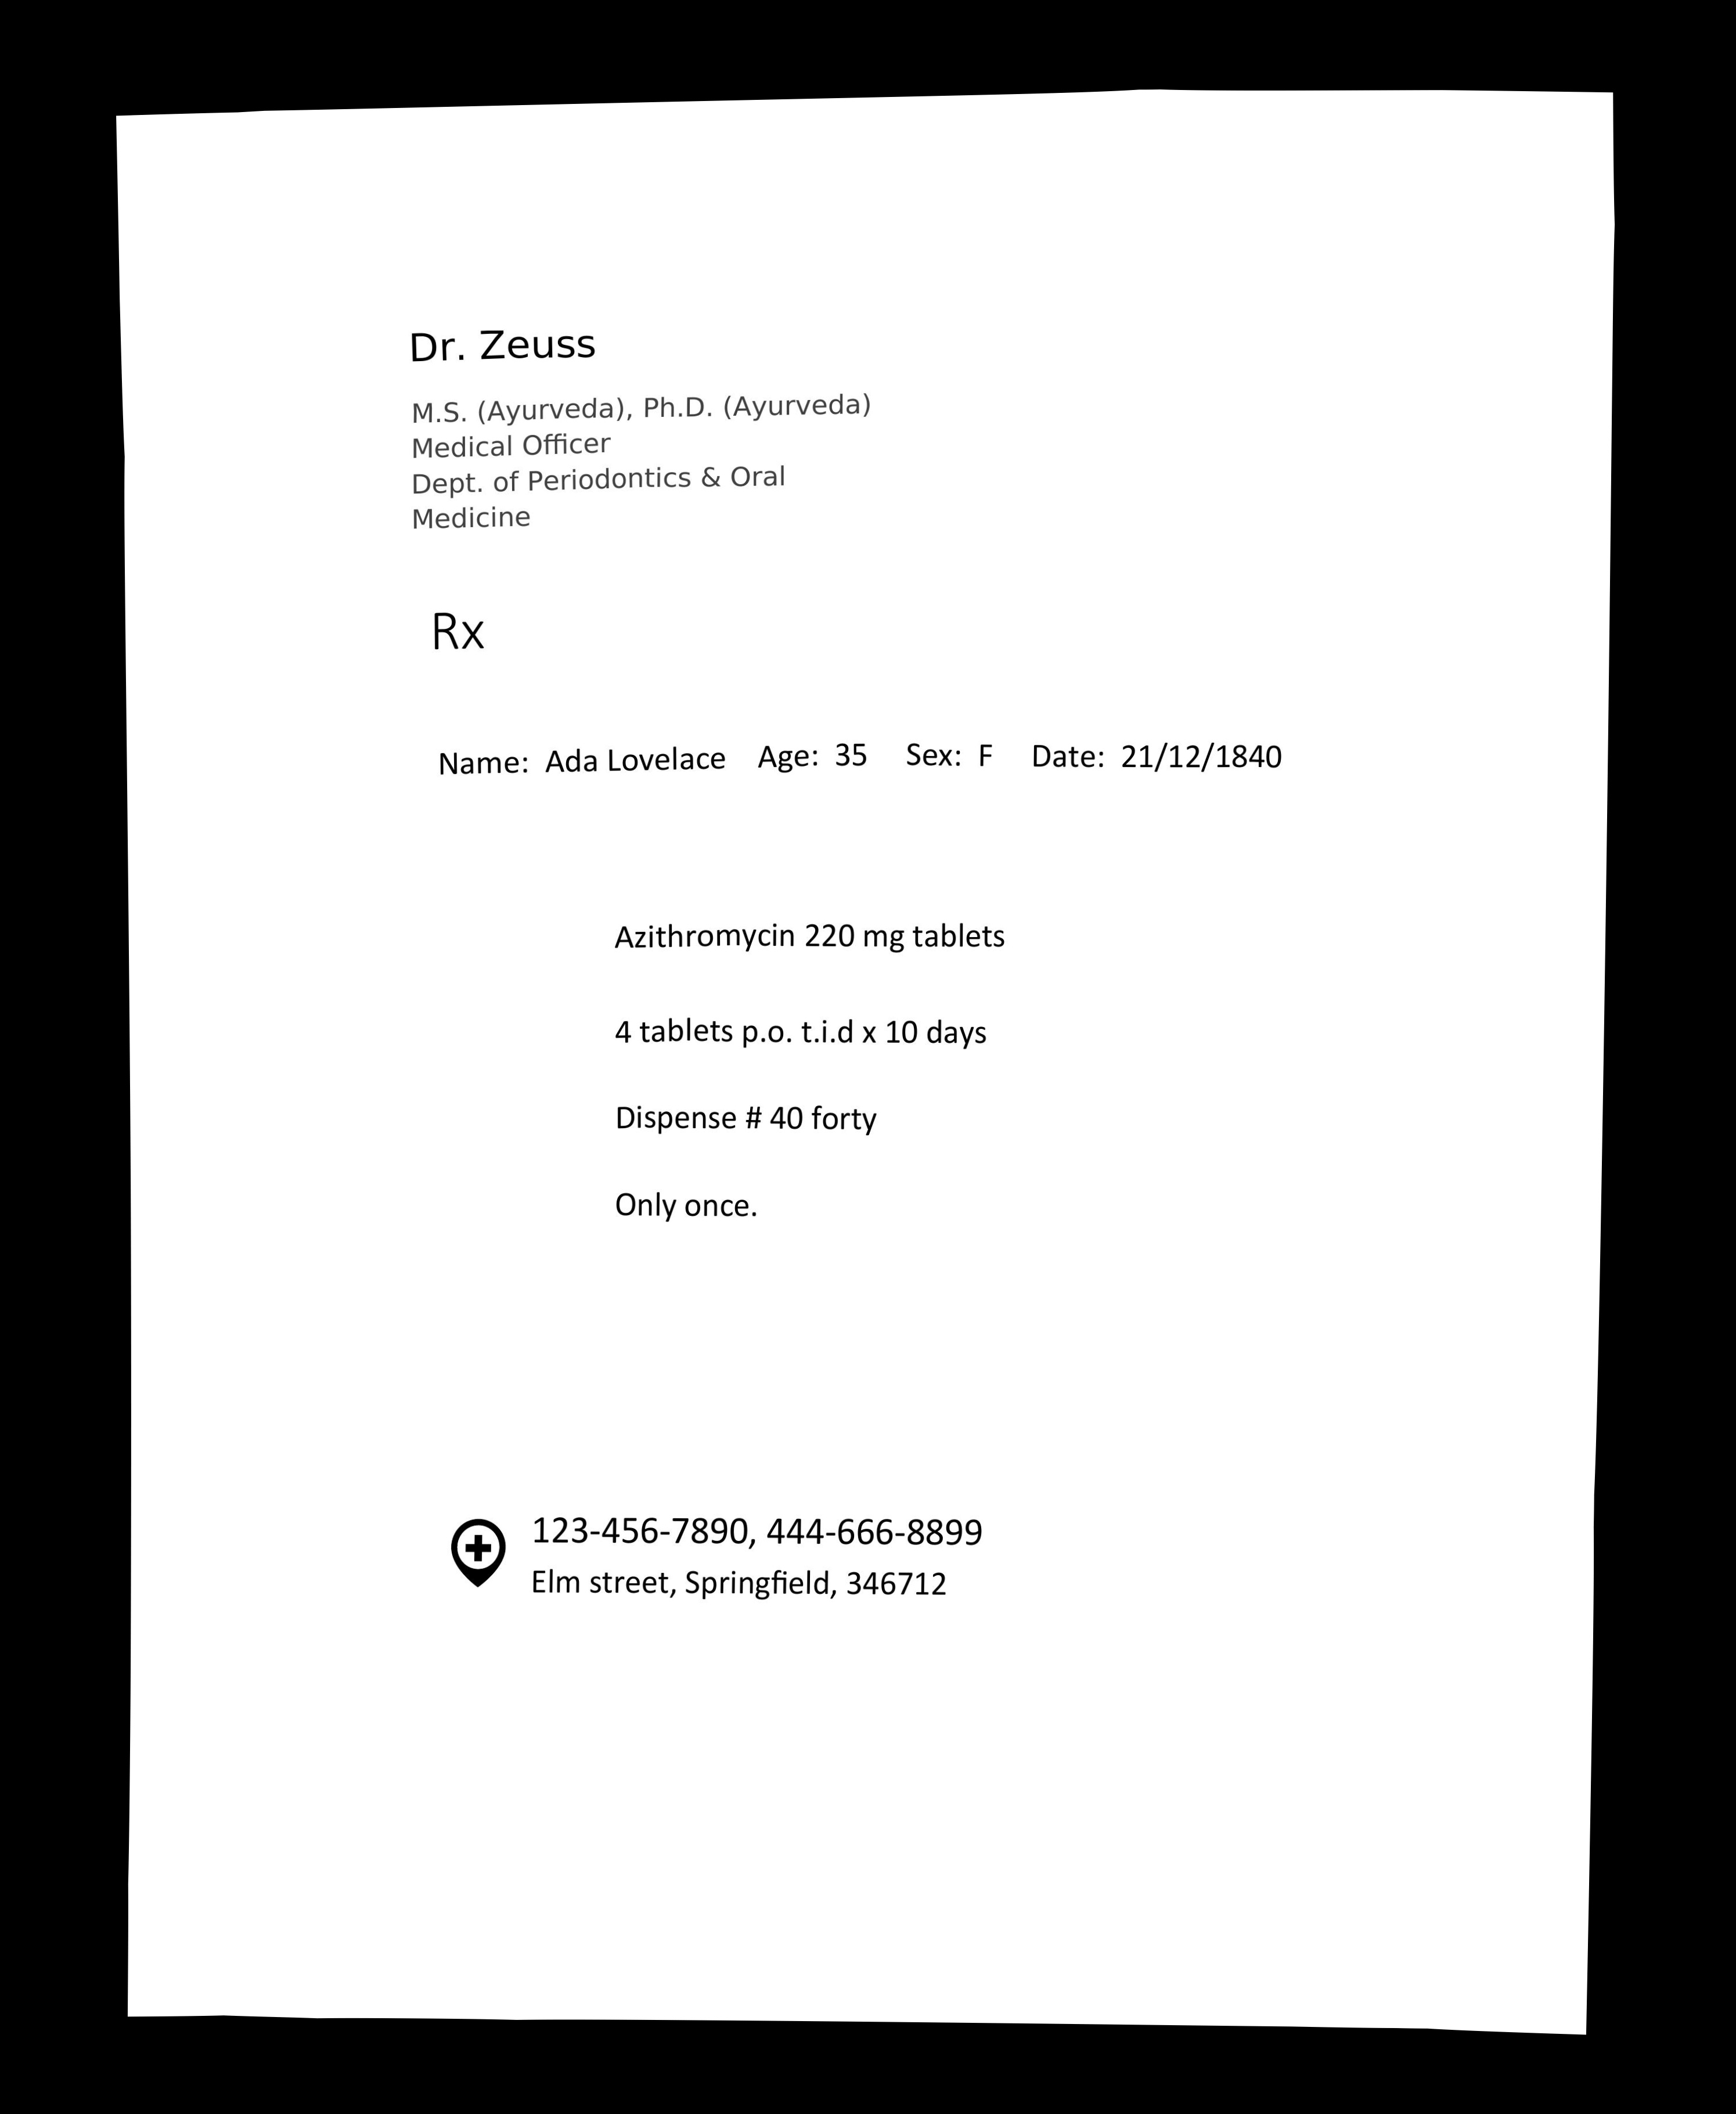 Dr. Zeuss
M.S. (Ayurveda), Ph.D. (Ayurveda)
Medical Officer
Dept. of Periodontics & Oral
Medicine
Rx
Name: Ada Lovelace Age: 35 Sex: F Date: 21/12/1840
Azithromycin 220 mg tablets
4 tablets p.o. t.i.d x 10 days
Dispense # 40 forty
Only once.
123-456-7890, 444-666-8899
Elm street, Springfield, 346712